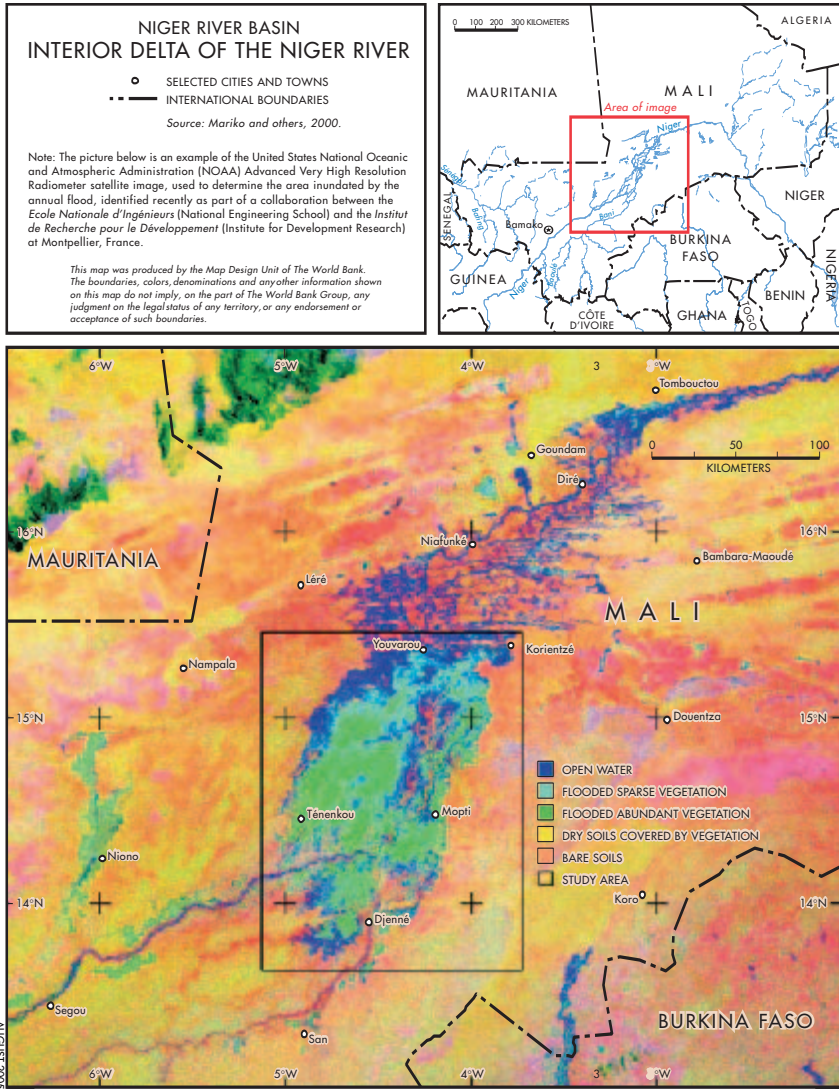 NIGER RIVER BASIN
INTERIOR DELTA OF THE NIGER RIVER
SELECTED CITIES AND TOWNS
INTERNATIONAL BOUNDARIES
Source: Mariko and others, 2000.
Note: The picture below is an example of the United States National Oceanic
and Atmospheric Administration (NOAA) Advanced Very High Resolution
Radiometer satellite image, used to determine the area inundated by the
annual flood, identified recently as part of a collaboration between the
Ecole Nationale d'Ingénieurs (National Engineering School) and the Institut
de Recherche pour le Développement (Institute for Development Research)
at Montpellier, France.
This map was produced by the Map Design Unit of The World Bank.
The boundaries, colors, denominations and any other information shown
on this map do not imply, on the part of The World Bank Group, any
judgment on the legal status of any territory, or any endorsement or
acceptance of such boundaries.
0 100 200 300 KILOMETERS
ALGERIA
MAURITANIA
MALI
Area of image
Niger
NIGER
SENEGAL
Bani
Bamako
BURKINA
FASO
GUINEA
Niger
NIGERIA
BENIN
CÔTE
D'IVOIRE
GHANA
TOGO
6°W
5°W
4°W
3 °W
Tombouctou
0 50 100
KILOMETERS
Goundam
Diré
16°N
16°N
Niafunké
MAURITANIA
Bambara-Maoudé
Léré
MALI
Youvarou
Korientzé
Nampala
15°N
15°N
Douentza
OPEN WATER
FLOODED SPARSE VEGETATION
FLOODED ABUNDANT VEGETATION
DRY SOILS COVERED BY VEGETATION
BARE SOILS
STUDY AREA
Ténenkou
Mopti
Niono
Koro
14°N
14°N
Djenné
Segou
San
BURKINA FASO
6°W
5°W
4°W
3 °W